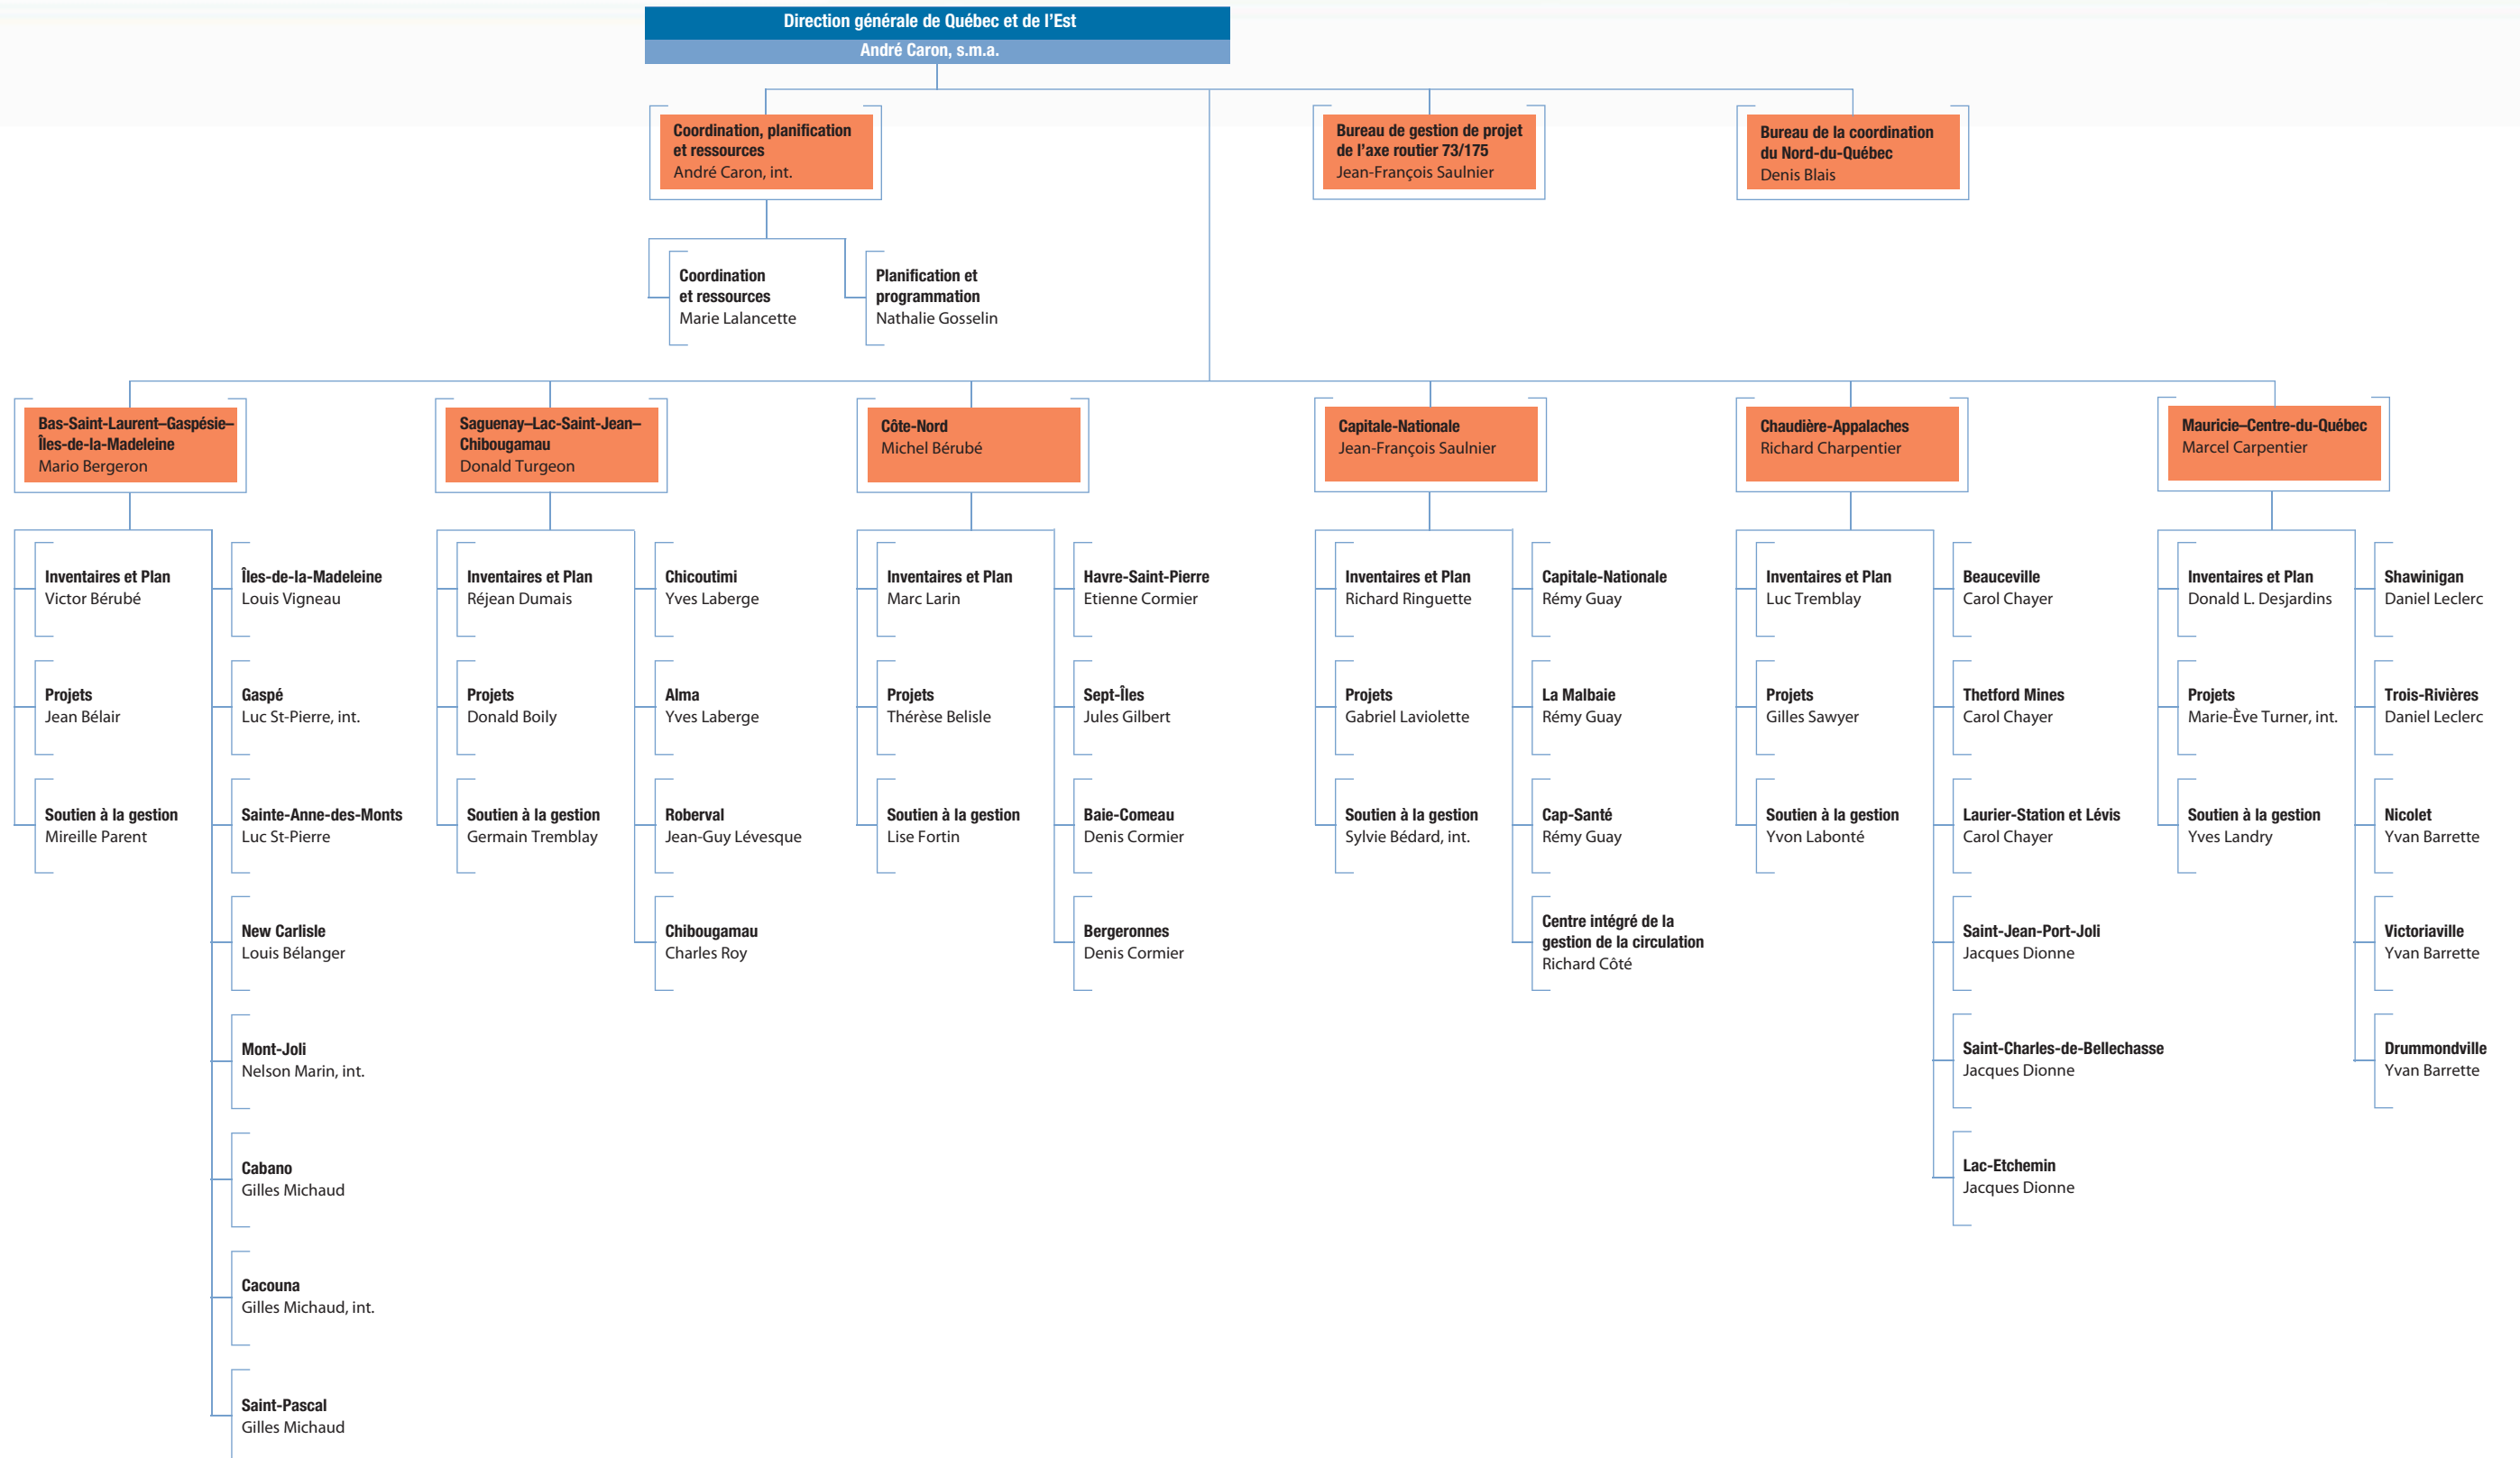 Direction générale de Québec et de l'Est
André Caron, s.m.a.
Coordination, planification
et ressources
André Caron, int.
Bureau de gestion de projet
de l'axe routier 73/175
Jean-François Saulnier
Bureau de la coordination
du Nord-du-Québec
Denis Blais
Coordination
et ressources
Marie Lalancette
Planification et
programmation
Nathalie Gosselin
Bas-Saint-Laurent–Gaspésie–
Îles-de-la-Madeleine
Mario Bergeron
Inventaires et Plan
Victor Bérubé
Projets
Jean Bélair
Soutien à la gestion
Mireille Parent
Îles-de-la-Madeleine
Louis Vigneau
Gaspé
Luc St-Pierre, int.
Sainte-Anne-des-Monts
Luc St-Pierre
New Carlisle
Louis Bélanger
Mont-Joli
Nelson Marin, int.
Cabano
Gilles Michaud
Cacouna
Gilles Michaud, int.
Saint-Pascal
Gilles Michaud
Saguenay–Lac-Saint-Jean–
Chibougamau
Donald Turgeon
Inventaires et Plan
Réjean Dumais
Projets
Donald Boily
Soutien à la gestion
Germain Tremblay
Chicoutimi
Yves Laberge
Alma
Yves Laberge
Roberval
Jean-Guy Lévesque
Chibougamau
Charles Roy
Côte-Nord
Michel Bérubé
Inventaires et Plan
Marc Larin
Projets
Thérèse Belisle
Soutien à la gestion
Lise Fortin
Havre-Saint-Pierre
Etienne Cormier
Sept-Îles
Jules Gilbert
Baie-Comeau
Denis Cormier
Bergeronnes
Denis Cormier
Capitale-Nationale
Jean-François Saulnier
Inventaires et Plan
Richard Ringuette
Projets
Gabriel Laviolette
Soutien à la gestion
Sylvie Bédard, int.
Capitale-Nationale
Rémy Guay
La Malbaie
Rémy Guay
Cap-Santé
Rémy Guay
Centre intégré de la
gestion de la circulation
Richard Côté
Chaudière-Appalaches
Richard Charpentier
Inventaires et Plan
Luc Tremblay
Projets
Gilles Sawyer
Soutien à la gestion
Yvon Labonté
Beauceville
Carol Chayer
Thetford Mines
Carol Chayer
Laurier-Station et Lévis
Carol Chayer
Saint-Jean-Port-Joli
Jacques Dionne
Saint-Charles-de-Bellechasse
Jacques Dionne
Lac-Etchemin
Jacques Dionne
Mauricie–Centre-du-Québec
Marcel Carpentier
Inventaires et Plan
Donald L. Desjardins
Projets
Marie-Ève Turner, int.
Soutien à la gestion
Yves Landry
Shawinigan
Daniel Leclerc
Trois-Rivières
Daniel Leclerc
Nicolet
Yvan Barrette
Victoriaville
Yvan Barrette
Drummondville
Yvan Barrette